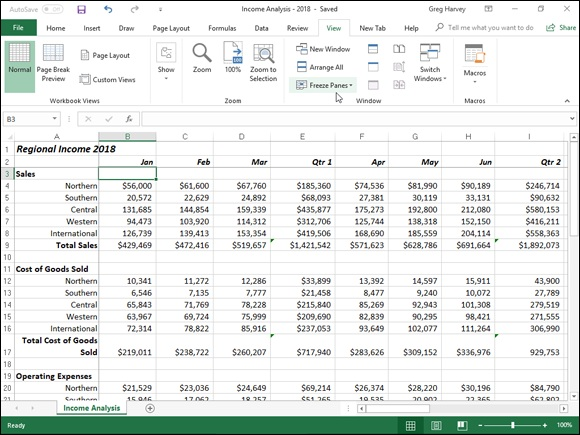 AutoSave Off Income Analysis - 2018 - Saved Greg Harvey
File Home Insert Draw Page Layout Formulas Data Review View New Tab Help Tell me what you want to do Share
Normal Page Break Preview Page Layout Custom Views Show Zoom 100% Zoom to Selection New Window Arrange All Freeze Panes Switch Windows Macros
Workbook Views Zoom Window Macros
B3 fx
A B C D E F G H I
1 Regional Income 2018
2 Jan Feb Mar Qtr 1 Apr May Jun Qtr 2
3 Sales
4 Northern $56,000 $61,600 $67,760 $185,360 $74,536 $81,990 $90,189 $246,714
5 Southern 20,572 22,629 24,892 $68,093 27,381 30,119 33,131 $90,632
6 Central 131,685 144,854 159,339 $435,877 175,273 192,800 212,080 $580,153
7 Western 94,473 103,920 114,312 $312,706 125,744 138,318 152,150 $416,211
8 International 126,739 139,413 153,354 $419,506 168,690 185,559 204,114 $558,363
9 Total Sales $429,469 $472,416 $519,657 $1,421,542 $571,623 $628,786 $691,664 $1,892,073
10
11 Cost of Goods Sold
12 Northern 10,341 11,272 12,286 $33,899 13,392 14,597 15,911 43,900
13 Southern 6,546 7,135 7,777 $21,458 8,477 9,240 10,072 27,789
14 Central 65,843 71,769 78,228 $215,840 85,269 92,943 101,308 279,519
15 Western 63,967 69,724 75,999 $209,690 82,839 90,295 98,421 271,555
16 International 72,314 78,822 85,916 $237,053 93,649 102,077 111,264 306,990
Total Cost of Goods
17 Sold $219,011 $238,722 $260,207 $717,940 $283,626 $309,152 $336,976 929,753
18
19 Operating Expenses
20 Northern $21,529 $23,036 $24,649 $69,214 $26,374 $28,220 $30,196 $84,790
21
Income Analysis
Ready 100%